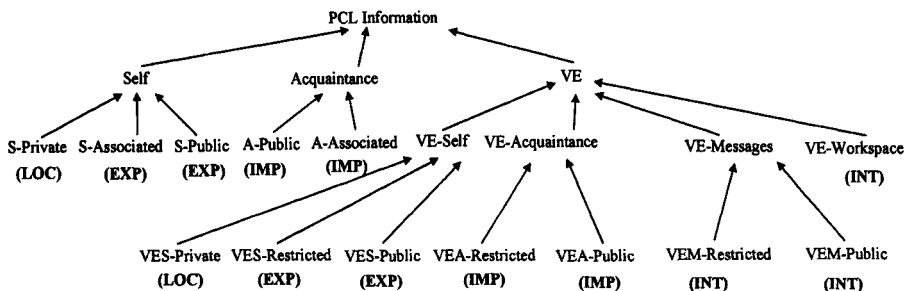 PCL Information
Self Acquaintance VE
S-Private S-Associated S-Public A-Public A-Associated VE-Self VE-Acquaintance VE-Messages VE-Workspace
(LOC) (EXP) (EXP) (IMP) (IMP) (INT)
VES-Private VES-Restricted VES-Public VEA-Restricted VEA-Public VEM-Restricted VEM-Public
(LOC) (EXP) (EXP) (IMP) (IMP) (INT) (INT)